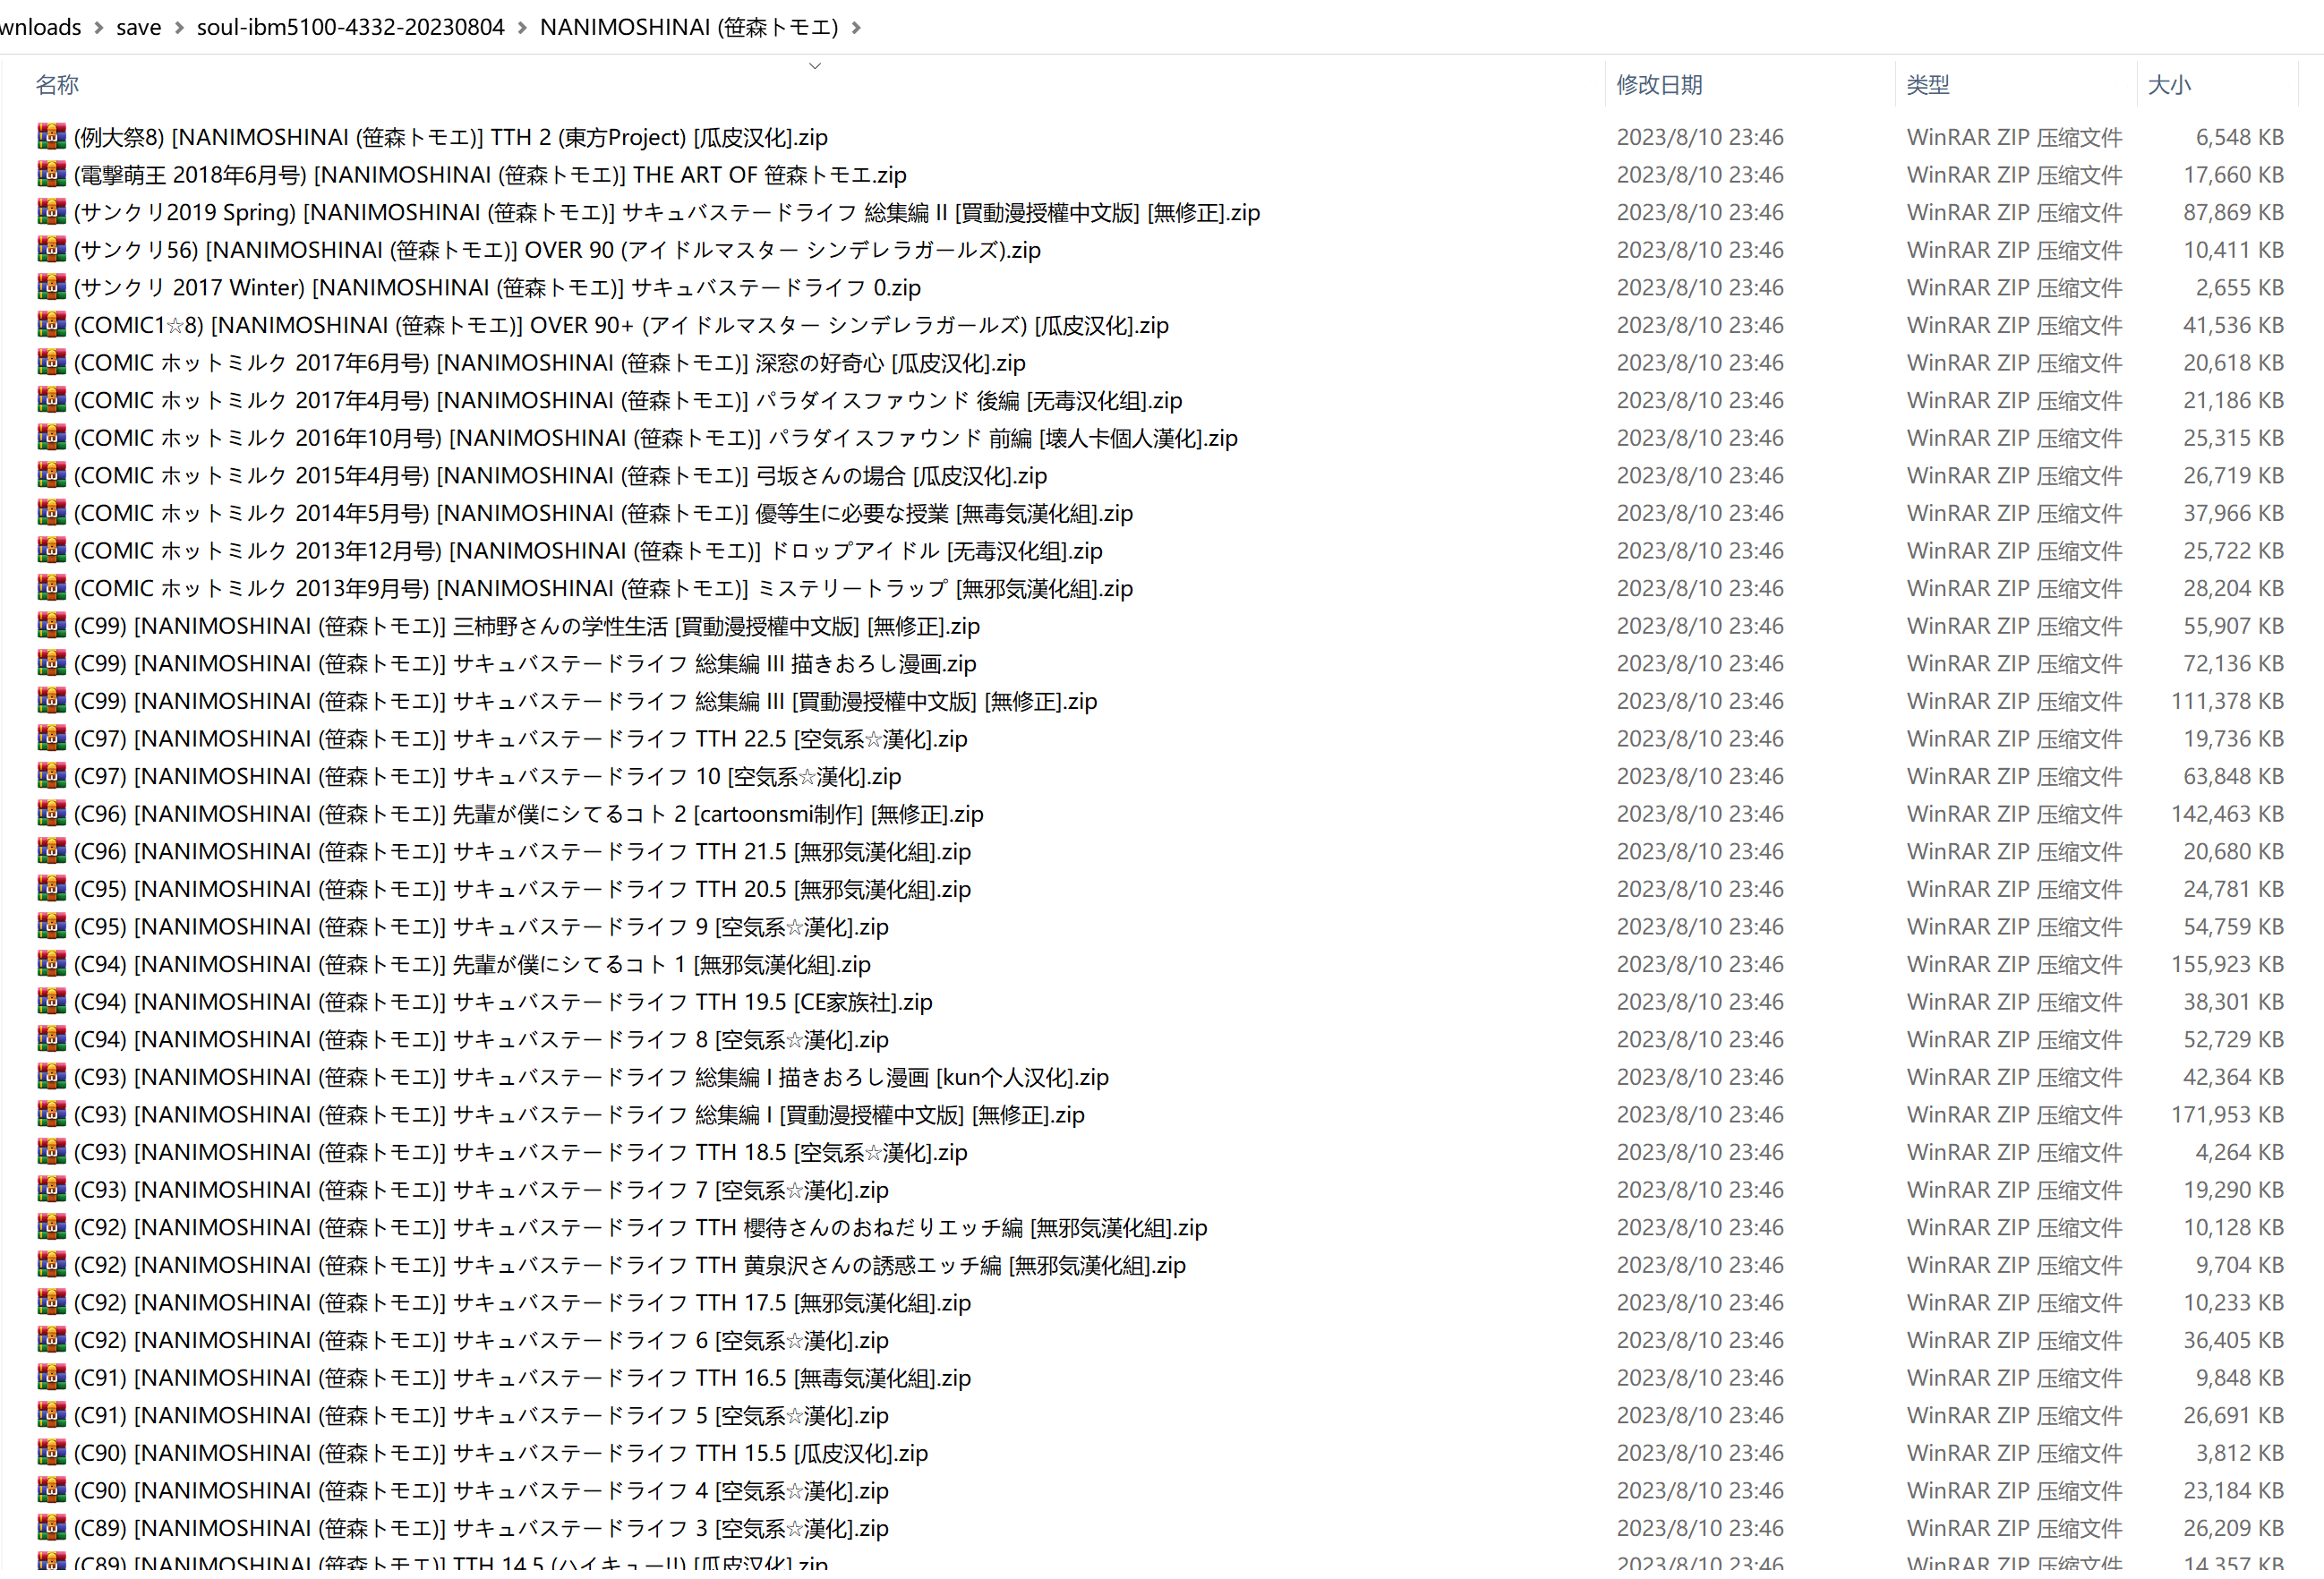 wnloads > save > soul-ibm5100-4332-20230804 > NANIMOSHINAI (笹森トモエ) >
名称 修改日期 类型 大小
(例大祭8) [NANIMOSHINAI (笹森トモエ)] TTH 2 (東方Project) [瓜皮汉化].zip 2023/8/10 23:46 WinRAR ZIP 压缩文件 6,548 KB
(電撃萌王 2018年6月号) [NANIMOSHINAI (笹森トモエ)] THE ART OF 笹森トモエ.zip 2023/8/10 23:46 WinRAR ZIP 压缩文件 17,660 KB
(サンクリ2019 Spring) [NANIMOSHINAI (笹森トモエ)] サキュバステードライフ 総集編 II [買動漫授權中文版] [無修正].zip 2023/8/10 23:46 WinRAR ZIP 压缩文件 87,869 KB
(サンクリ56) [NANIMOSHINAI (笹森トモエ)] OVER 90 (アイドルマスター シンデレラガールズ).zip 2023/8/10 23:46 WinRAR ZIP 压缩文件 10,411 KB
(サンクリ 2017 Winter) [NANIMOSHINAI (笹森トモエ)] サキュバステードライフ 0.zip 2023/8/10 23:46 WinRAR ZIP 压缩文件 2,655 KB
(COMIC1☆8) [NANIMOSHINAI (笹森トモエ)] OVER 90+ (アイドルマスター シンデレラガールズ) [瓜皮汉化].zip 2023/8/10 23:46 WinRAR ZIP 压缩文件 41,536 KB
(COMIC ホットミルク 2017年6月号) [NANIMOSHINAI (笹森トモエ)] 深窓の好奇心 [瓜皮汉化].zip 2023/8/10 23:46 WinRAR ZIP 压缩文件 20,618 KB
(COMIC ホットミルク 2017年4月号) [NANIMOSHINAI (笹森トモエ)] パラダイスファウンド 後編 [无毒汉化组].zip 2023/8/10 23:46 WinRAR ZIP 压缩文件 21,186 KB
(COMIC ホットミルク 2016年10月号) [NANIMOSHINAI (笹森トモエ)] パラダイスファウンド 前編 [壊人卡個人漢化].zip 2023/8/10 23:46 WinRAR ZIP 压缩文件 25,315 KB
(COMIC ホットミルク 2015年4月号) [NANIMOSHINAI (笹森トモエ)] 弓坂さんの場合 [瓜皮汉化].zip 2023/8/10 23:46 WinRAR ZIP 压缩文件 26,719 KB
(COMIC ホットミルク 2014年5月号) [NANIMOSHINAI (笹森トモエ)] 優等生に必要な授業 [無毒気漢化組].zip 2023/8/10 23:46 WinRAR ZIP 压缩文件 37,966 KB
(COMIC ホットミルク 2013年12月号) [NANIMOSHINAI (笹森トモエ)] ドロップアイドル [无毒汉化组].zip 2023/8/10 23:46 WinRAR ZIP 压缩文件 25,722 KB
(COMIC ホットミルク 2013年9月号) [NANIMOSHINAI (笹森トモエ)] ミステリートラップ [無邪気漢化組].zip 2023/8/10 23:46 WinRAR ZIP 压缩文件 28,204 KB
(C99) [NANIMOSHINAI (笹森トモエ)] 三柿野さんの学性生活 [買動漫授權中文版] [無修正].zip 2023/8/10 23:46 WinRAR ZIP 压缩文件 55,907 KB
(C99) [NANIMOSHINAI (笹森トモエ)] サキュバステードライフ 総集編 III 描きおろし漫画.zip 2023/8/10 23:46 WinRAR ZIP 压缩文件 72,136 KB
(C99) [NANIMOSHINAI (笹森トモエ)] サキュバステードライフ 総集編 III [買動漫授權中文版] [無修正].zip 2023/8/10 23:46 WinRAR ZIP 压缩文件 111,378 KB
(C97) [NANIMOSHINAI (笹森トモエ)] サキュバステードライフ TTH 22.5 [空気系☆漢化].zip 2023/8/10 23:46 WinRAR ZIP 压缩文件 19,736 KB
(C97) [NANIMOSHINAI (笹森トモエ)] サキュバステードライフ 10 [空気系☆漢化].zip 2023/8/10 23:46 WinRAR ZIP 压缩文件 63,848 KB
(C96) [NANIMOSHINAI (笹森トモエ)] 先輩が僕にシてるコト 2 [cartoonsmi制作] [無修正].zip 2023/8/10 23:46 WinRAR ZIP 压缩文件 142,463 KB
(C96) [NANIMOSHINAI (笹森トモエ)] サキュバステードライフ TTH 21.5 [無邪気漢化組].zip 2023/8/10 23:46 WinRAR ZIP 压缩文件 20,680 KB
(C95) [NANIMOSHINAI (笹森トモエ)] サキュバステードライフ TTH 20.5 [無邪気漢化組].zip 2023/8/10 23:46 WinRAR ZIP 压缩文件 24,781 KB
(C95) [NANIMOSHINAI (笹森トモエ)] サキュバステードライフ 9 [空気系☆漢化].zip 2023/8/10 23:46 WinRAR ZIP 压缩文件 54,759 KB
(C94) [NANIMOSHINAI (笹森トモエ)] 先輩が僕にシてるコト 1 [無邪気漢化組].zip 2023/8/10 23:46 WinRAR ZIP 压缩文件 155,923 KB
(C94) [NANIMOSHINAI (笹森トモエ)] サキュバステードライフ TTH 19.5 [CE家族社].zip 2023/8/10 23:46 WinRAR ZIP 压缩文件 38,301 KB
(C94) [NANIMOSHINAI (笹森トモエ)] サキュバステードライフ 8 [空気系☆漢化].zip 2023/8/10 23:46 WinRAR ZIP 压缩文件 52,729 KB
(C93) [NANIMOSHINAI (笹森トモエ)] サキュバステードライフ 総集編 I 描きおろし漫画 [kun个人汉化].zip 2023/8/10 23:46 WinRAR ZIP 压缩文件 42,364 KB
(C93) [NANIMOSHINAI (笹森トモエ)] サキュバステードライフ 総集編 I [買動漫授權中文版] [無修正].zip 2023/8/10 23:46 WinRAR ZIP 压缩文件 171,953 KB
(C93) [NANIMOSHINAI (笹森トモエ)] サキュバステードライフ TTH 18.5 [空気系☆漢化].zip 2023/8/10 23:46 WinRAR ZIP 压缩文件 4,264 KB
(C93) [NANIMOSHINAI (笹森トモエ)] サキュバステードライフ 7 [空気系☆漢化].zip 2023/8/10 23:46 WinRAR ZIP 压缩文件 19,290 KB
(C92) [NANIMOSHINAI (笹森トモエ)] サキュバステードライフ TTH 櫻待さんのおねだりエッチ編 [無邪気漢化組].zip 2023/8/10 23:46 WinRAR ZIP 压缩文件 10,128 KB
(C92) [NANIMOSHINAI (笹森トモエ)] サキュバステードライフ TTH 黄泉沢さんの誘惑エッチ編 [無邪気漢化組].zip 2023/8/10 23:46 WinRAR ZIP 压缩文件 9,704 KB
(C92) [NANIMOSHINAI (笹森トモエ)] サキュバステードライフ TTH 17.5 [無邪気漢化組].zip 2023/8/10 23:46 WinRAR ZIP 压缩文件 10,233 KB
(C92) [NANIMOSHINAI (笹森トモエ)] サキュバステードライフ 6 [空気系☆漢化].zip 2023/8/10 23:46 WinRAR ZIP 压缩文件 36,405 KB
(C91) [NANIMOSHINAI (笹森トモエ)] サキュバステードライフ TTH 16.5 [無毒気漢化組].zip 2023/8/10 23:46 WinRAR ZIP 压缩文件 9,848 KB
(C91) [NANIMOSHINAI (笹森トモエ)] サキュバステードライフ 5 [空気系☆漢化].zip 2023/8/10 23:46 WinRAR ZIP 压缩文件 26,691 KB
(C90) [NANIMOSHINAI (笹森トモエ)] サキュバステードライフ TTH 15.5 [瓜皮汉化].zip 2023/8/10 23:46 WinRAR ZIP 压缩文件 3,812 KB
(C90) [NANIMOSHINAI (笹森トモエ)] サキュバステードライフ 4 [空気系☆漢化].zip 2023/8/10 23:46 WinRAR ZIP 压缩文件 23,184 KB
(C89) [NANIMOSHINAI (笹森トモエ)] サキュバステードライフ 3 [空気系☆漢化].zip 2023/8/10 23:46 WinRAR ZIP 压缩文件 26,209 KB
(C89) [NANIMOSHINAI (笹森トモエ)] TTH 14.5 (ハイキュー!!) [瓜皮汉化].zip 2023/8/10 23:46 WinRAR ZIP 压缩文件 14,357 KB